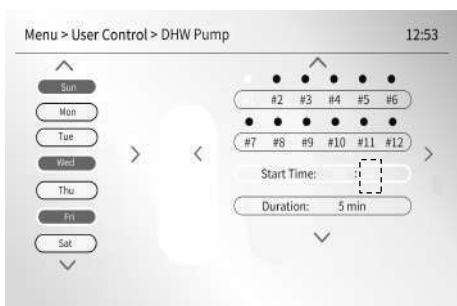 Menu > User Control > DHW Pump 12:53
Sun
Mon
Tue
Wed
Thu
Fri
Sat
#2 #3 #4 #5 #6
#7 #8 #9 #10 #11 #12
Start Time: :
Duration: 5 min